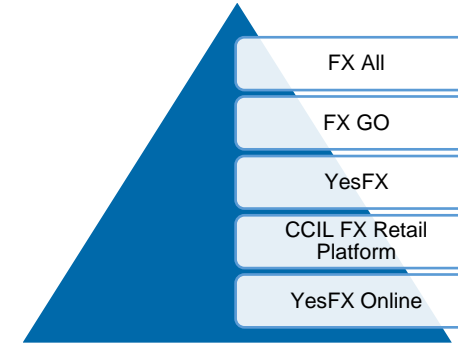 FX All
FX GO
YesFX
CCIL FX Retail
Platform
YesFX Online